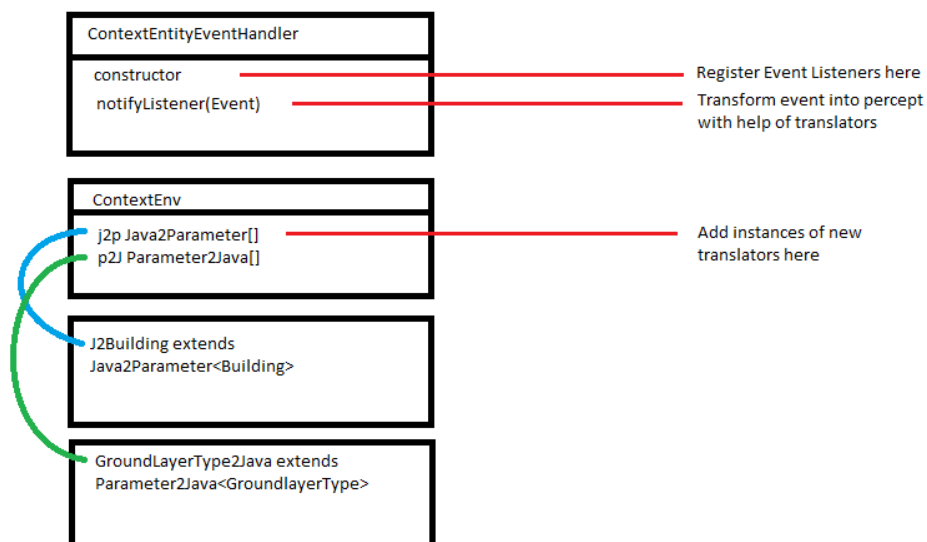 ContextEntityEventHandler
constructor
Register Event Listeners here
notifyListener(Event)
Transform event into percept
with help of translators
ContextEnv
j2p Java2Parameter[]
Add instances of new
translators here
p2J Parameter2Java[]
J2Building extends
Java2Parameter<Building>
GroundLayerType2Java extends
Parameter2Java<GroundlayerType>